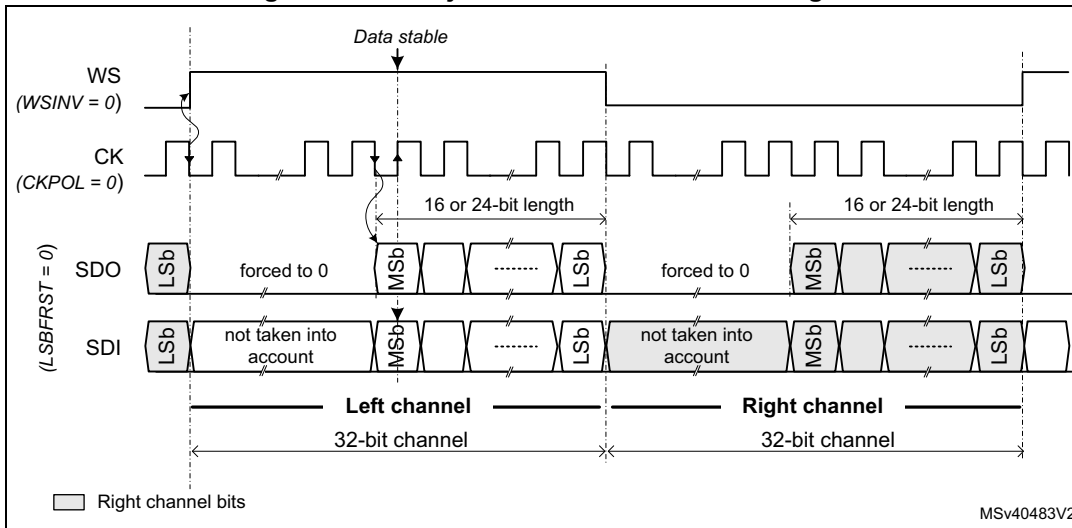 Data stable
WS
(WSINV = 0)
CK
(CKPOL = 0)
16 or 24-bit length
16 or 24-bit length
(LSBFRST = 0)
SDO
LSb
forced to 0
MSb
LSb
forced to 0
MSb
LSb
SDI
LSb
not taken into
account
MSb
LSb
not taken into
account
MSb
LSb
Left channel
Right channel
32-bit channel
32-bit channel
Right channel bits
MSv40483V2